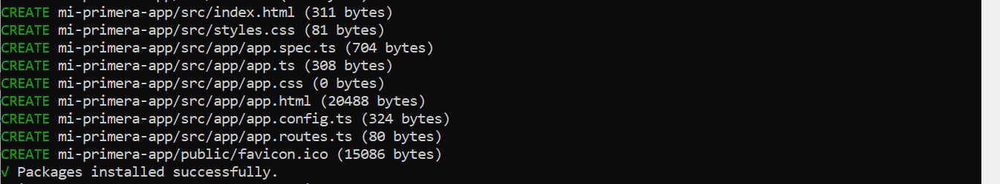 CREATE mi-primera-app/src/index.html (311 bytes)
CREATE mi-primera-app/src/styles.css (81 bytes)
CREATE mi-primera-app/src/app/app.spec.ts (704 bytes)
CREATE mi-primera-app/src/app/app.ts (308 bytes)
CREATE mi-primera-app/src/app/app.css (0 bytes)
CREATE mi-primera-app/src/app/app.html (20488 bytes)
CREATE mi-primera-app/src/app/app.config.ts (324 bytes)
CREATE mi-primera-app/src/app/app.routes.ts (80 bytes)
CREATE mi-primera-app/public/favicon.ico (15086 bytes)
√ Packages installed successfully.